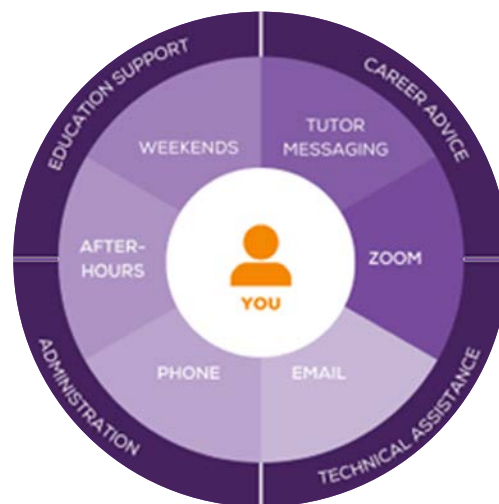 EDUCATION SUPPORT
CAREER ADVICE
WEEKENDS
TUTOR
MESSAGING
AFTER-
HOURS
YOU
ZOOM
PHONE
EMAIL
ADMINISTRATION
TECHNICAL ASSISTANCE